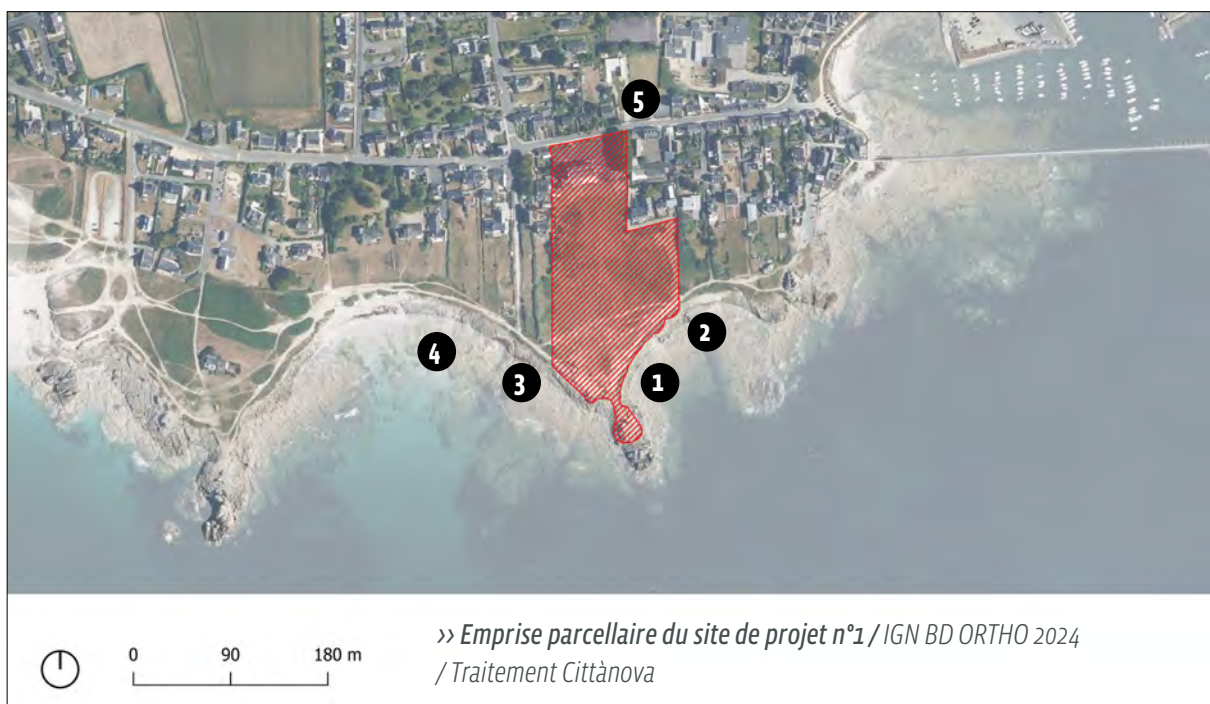 5
2
4
3
1
0 90 180 m
›› Emprise parcellaire du site de projet n°1 / IGN BD ORTHO 2024
/ Traitement Cittànova